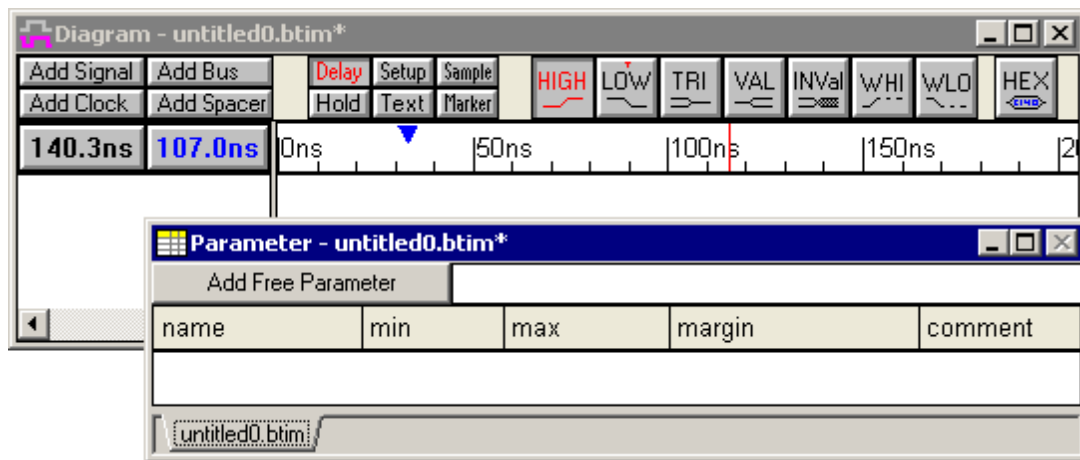 Diagram - untitled0.btim*
Add Signal Add Bus Delay Setup Sample HIGH LOW TRI VAL INVal WHI WLO HEX
Add Clock Add Spacer Hold Text Marker
140.3ns 107.0ns 0ns 50ns 100ns 150ns
Parameter - untitled0.btim*
Add Free Parameter
name min max margin comment
untitled0.btim